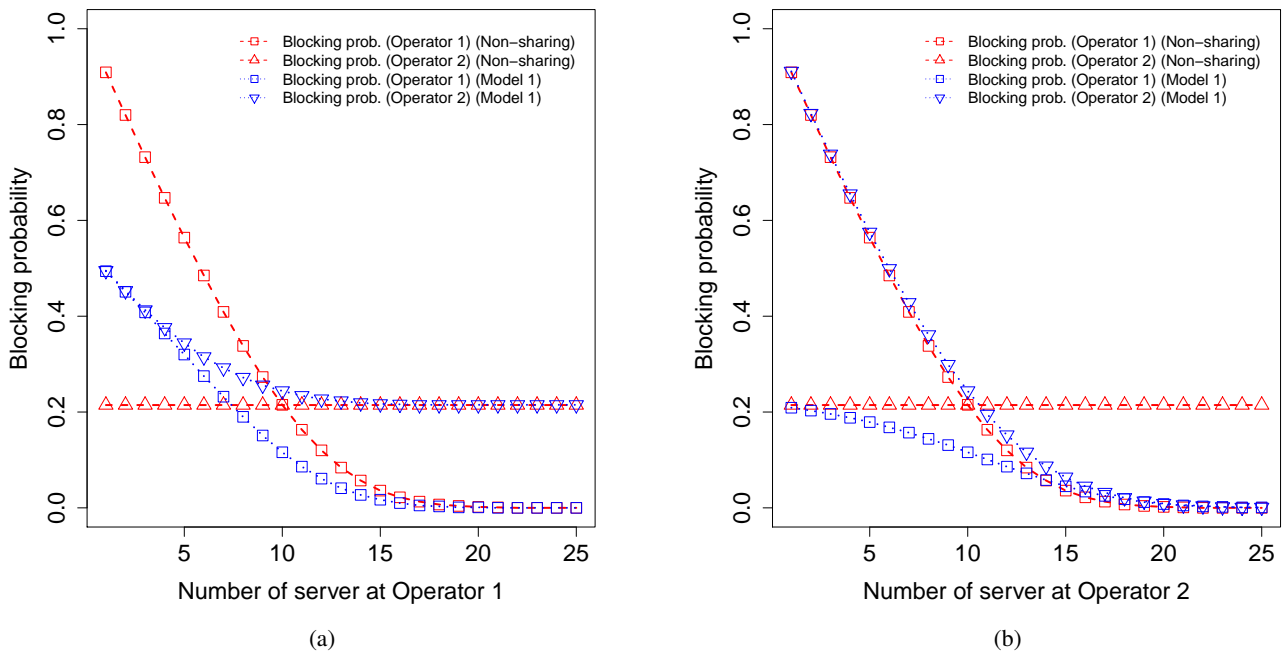 Blocking prob. (Operator 1) (Non−sharing)
Blocking prob. (Operator 2) (Non−sharing)
Blocking prob. (Operator 1) (Model 1)
Blocking prob. (Operator 2) (Model 1)
Blocking probability
1.0
0.8
0.6
0.4
0.2
0.0
5 10 15 20 25
Number of server at Operator 1
(a)
Blocking prob. (Operator 1) (Non−sharing)
Blocking prob. (Operator 2) (Non−sharing)
Blocking prob. (Operator 1) (Model 1)
Blocking prob. (Operator 2) (Model 1)
Blocking probability
1.0
0.8
0.6
0.4
0.2
0.0
5 10 15 20 25
Number of server at Operator 2
(b)